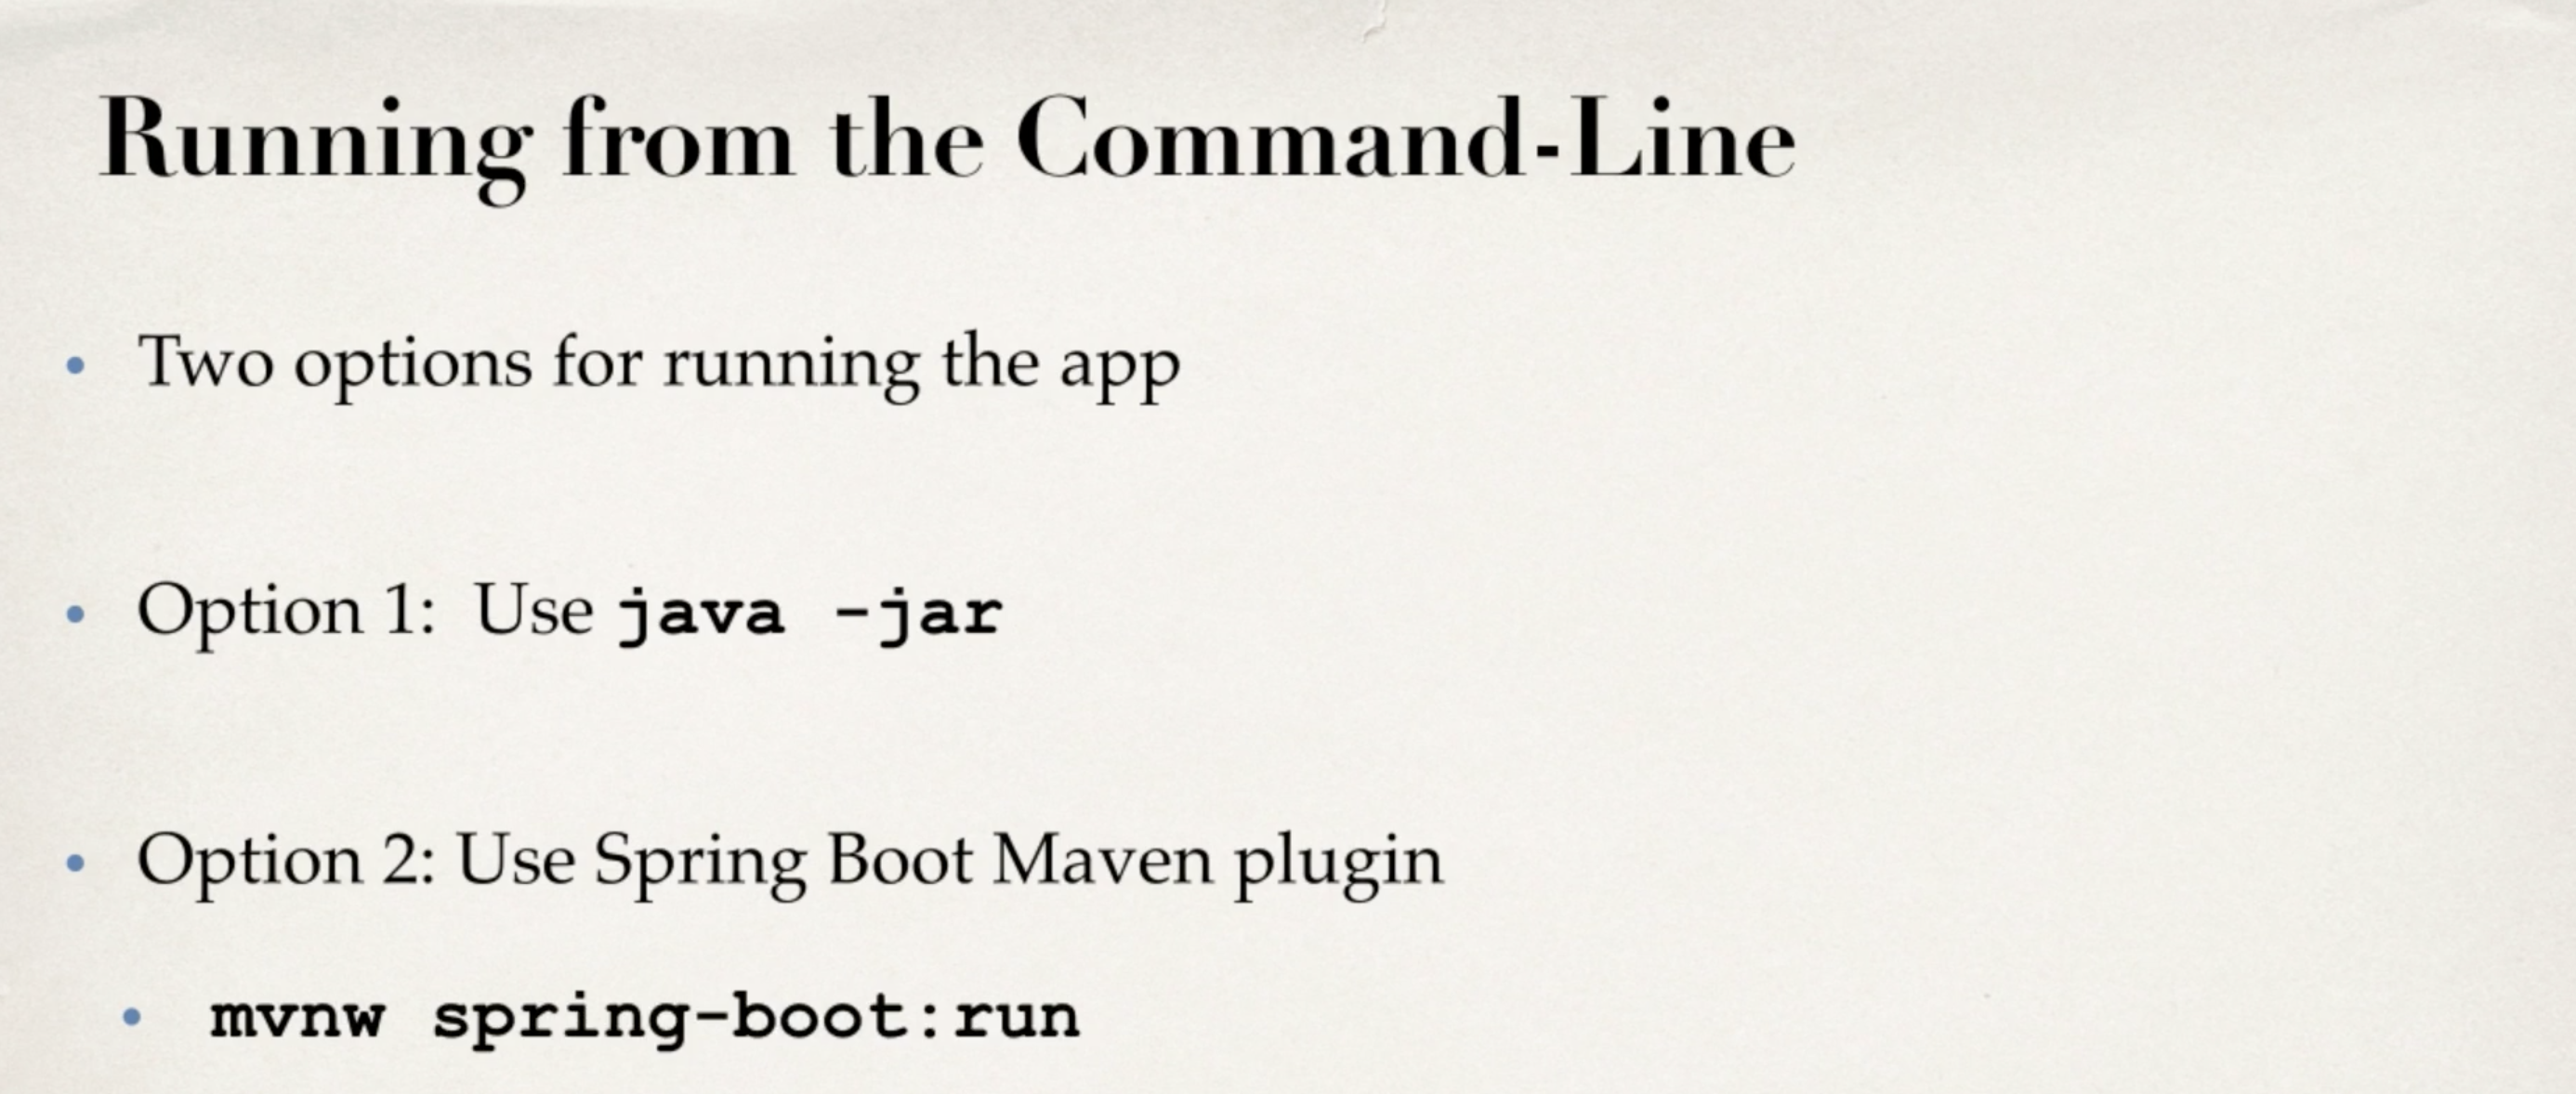 Running from the Command-Line
• Two options for running the app
• Option 1: Use java -jar
• Option 2: Use Spring Boot Maven plugin
• mvnw spring-boot:run